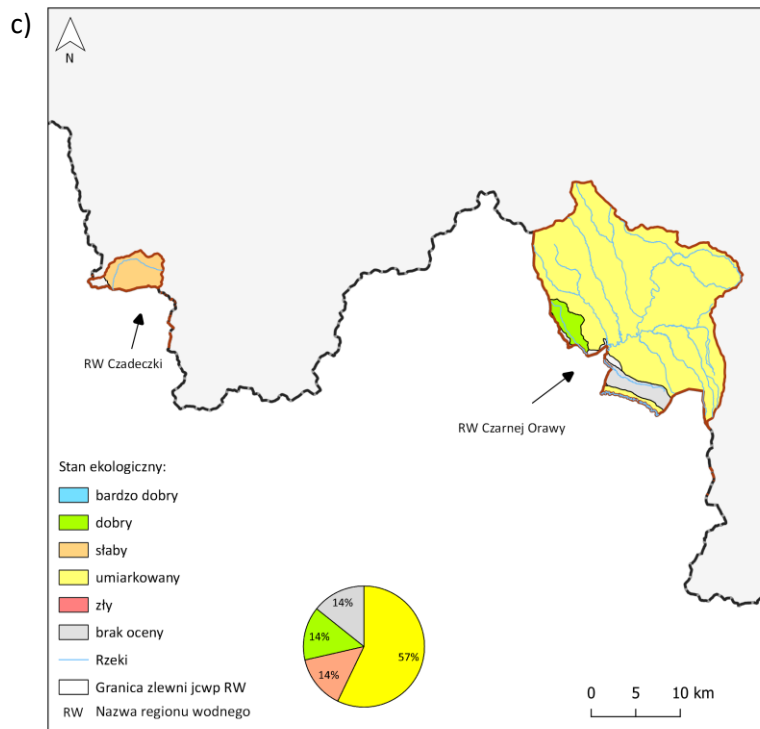 c)
N
RW Czadeczki
RW Czarnej Orawy
Stan ekologiczny:
bardzo dobry
dobry
słaby
umiarkowany
zły
brak oceny
Rzeki
Granica zlewni jcwp RW
RW Nazwa regionu wodnego
14%
14%
14%
57%
0 5 10 km